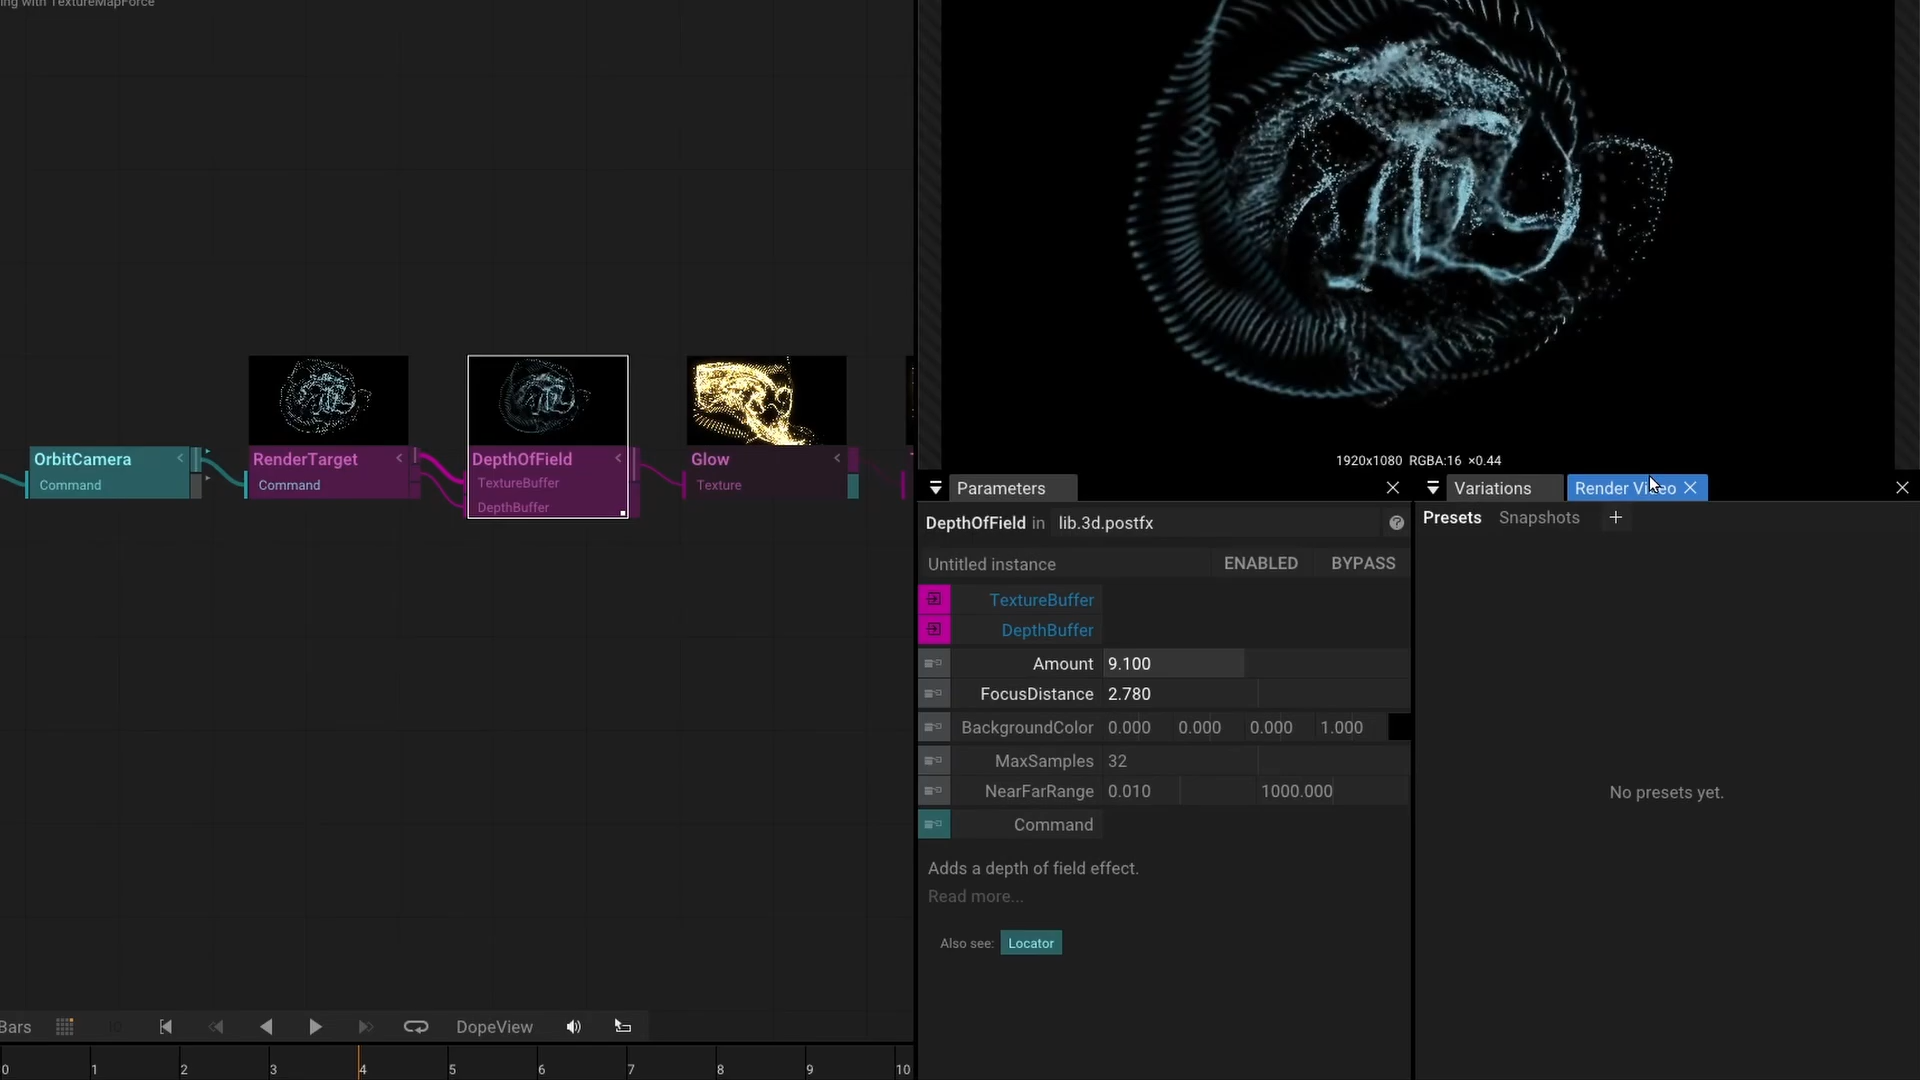 ing with TextureMapForce
1920x1080 RGBA:16 ×0.44
OrbitCamera
Command
RenderTarget
Command
DepthOfField
TextureBuffer
DepthBuffer
Glow
Texture
Parameters
DepthOfField in lib.3d.postfx
Untitled instance ENABLED BYPASS
TextureBuffer
DepthBuffer
Amount 9.100
FocusDistance 2.780
BackgroundColor 0.000 0.000 0.000 1.000
MaxSamples 32
NearFarRange 0.010 1000.000
Command
Adds a depth of field effect.
Read more...
Also see: Locator
Variations Render Video
Presets Snapshots +
No presets yet.
Bars DopeView
0 1 2 3 4 5 6 7 8 9 10